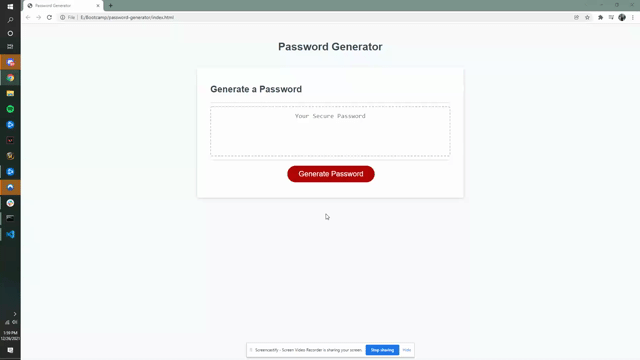 Password Generator
File | E:/Bootcamp/password-generator/index.html
Password Generator
Generate a Password
Your Secure Password
Generate Password
1:59 PM
12/26/2021
Screencastify - Screen Video Recorder is sharing your screen.
Stop sharing
Hide